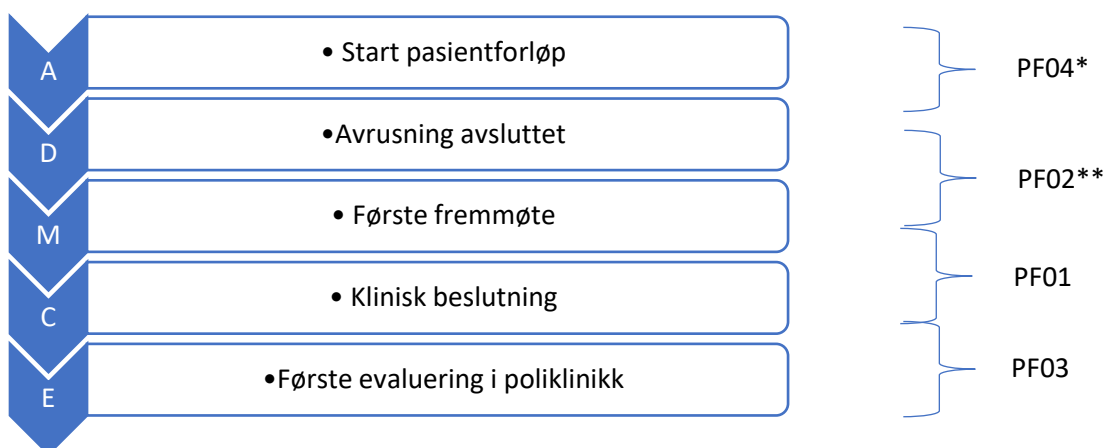 A
• Start pasientforløp
PF04*
D
•Avrusning avsluttet
PF02**
M
• Første fremmøte
PF01
C
• Klinisk beslutning
PF03
E
•Første evaluering i poliklinikk